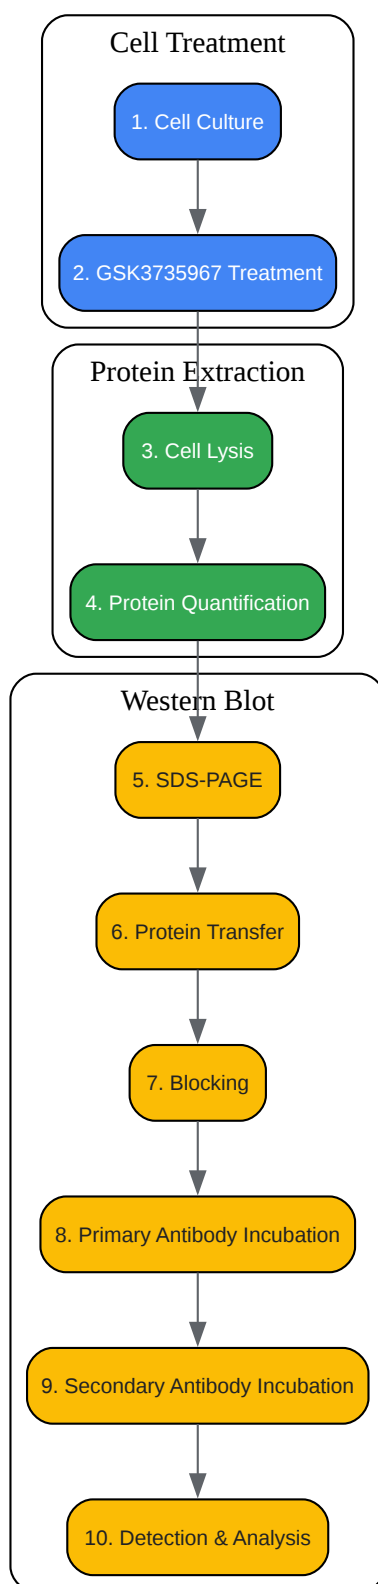 Cell Treatment
1. Cell Culture
2. GSK3735967 Treatment
Protein Extraction
3. Cell Lysis
4. Protein Quantification
Western Blot
5. SDS-PAGE
6. Protein Transfer
7. Blocking
8. Primary Antibody Incubation
9. Secondary Antibody Incubation
10. Detection & Analysis